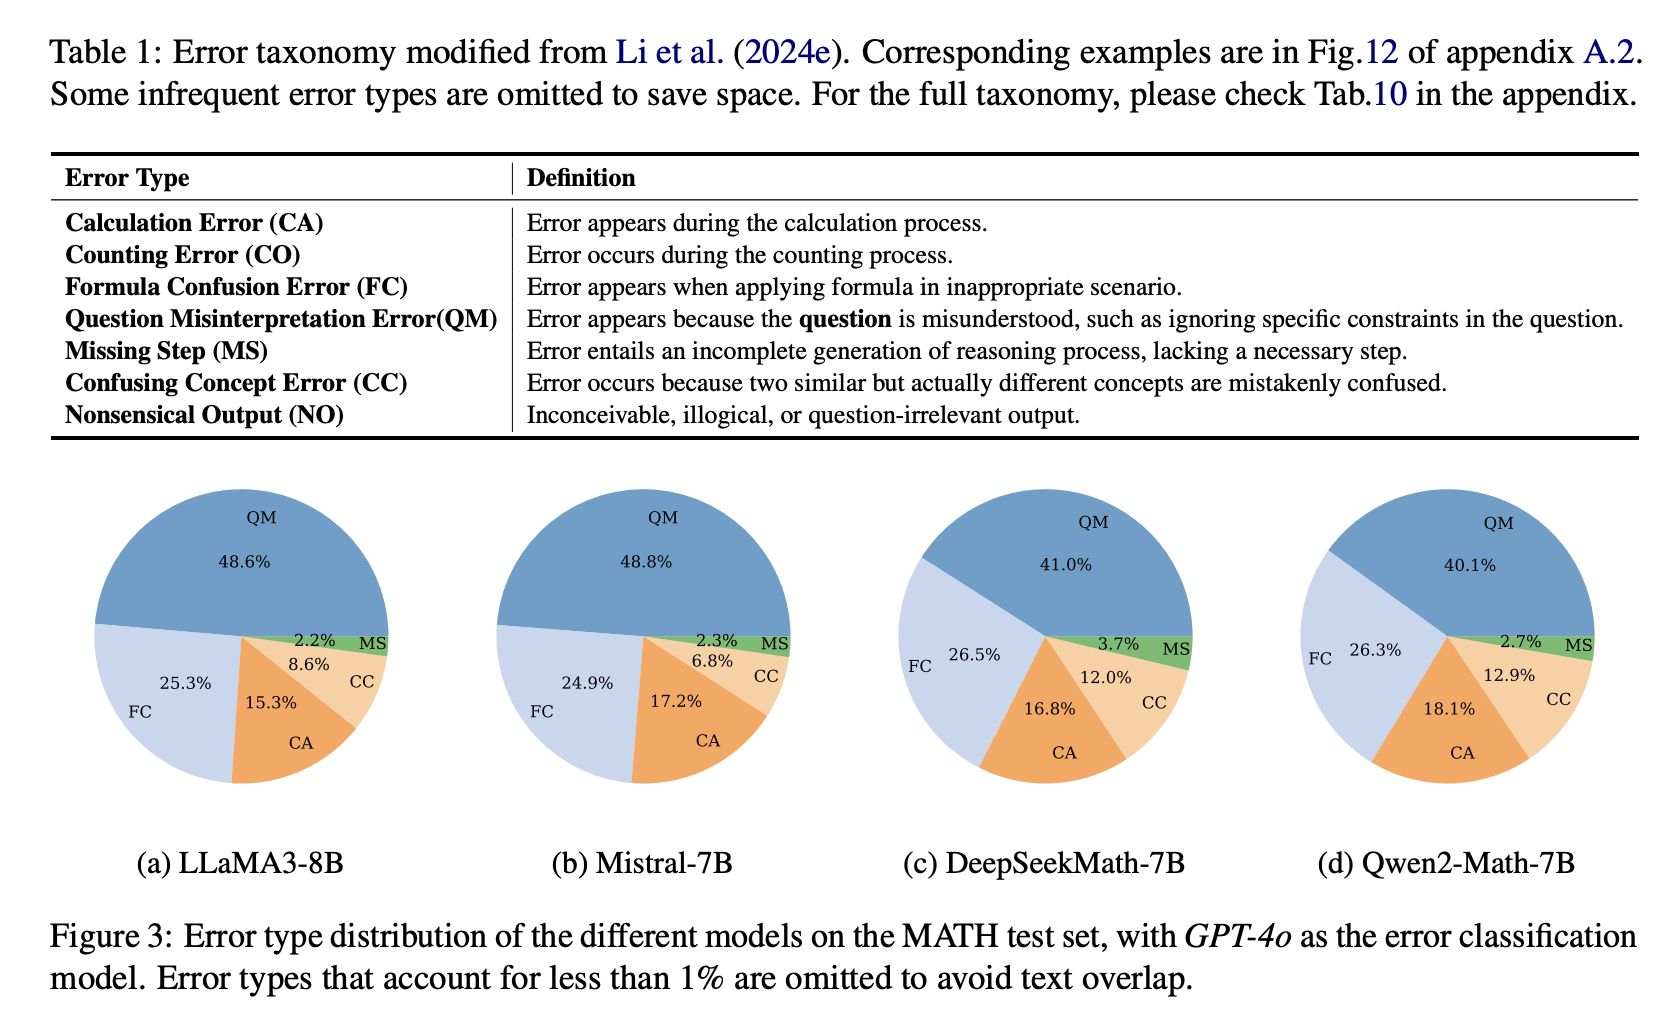 Table 1: Error taxonomy modified from Li et al. (2024e). Corresponding examples are in Fig.12 of appendix A.2.
Some infrequent error types are omitted to save space. For the full taxonomy, please check Tab.10 in the appendix.
Error Type Definition
Calculation Error (CA) Error appears during the calculation process.
Counting Error (CO) Error occurs during the counting process.
Formula Confusion Error (FC) Error appears when applying formula in inappropriate scenario.
Question Misinterpretation Error(QM) Error appears because the question is misunderstood, such as ignoring specific constraints in the question.
Missing Step (MS) Error entails an incomplete generation of reasoning process, lacking a necessary step.
Confusing Concept Error (CC) Error occurs because two similar but actually different concepts are mistakenly confused.
Nonsensical Output (NO) Inconceivable, illogical, or question-irrelevant output.
QM
48.6%
2.2% MS
8.6%
CC
25.3%
FC
15.3%
CA
QM
48.8%
2.3% MS
6.8%
CC
24.9%
FC
17.2%
CA
QM
41.0%
3.7% MS
26.5%
FC
12.0%
CC
16.8%
CA
QM
40.1%
2.7% MS
26.3%
FC
12.9%
CC
18.1%
CA
(a) LLaMA3-8B
(b) Mistral-7B
(c) DeepSeekMath-7B
(d) Qwen2-Math-7B
Figure 3: Error type distribution of the different models on the MATH test set, with GPT-4o as the error classification
model. Error types that account for less than 1% are omitted to avoid text overlap.